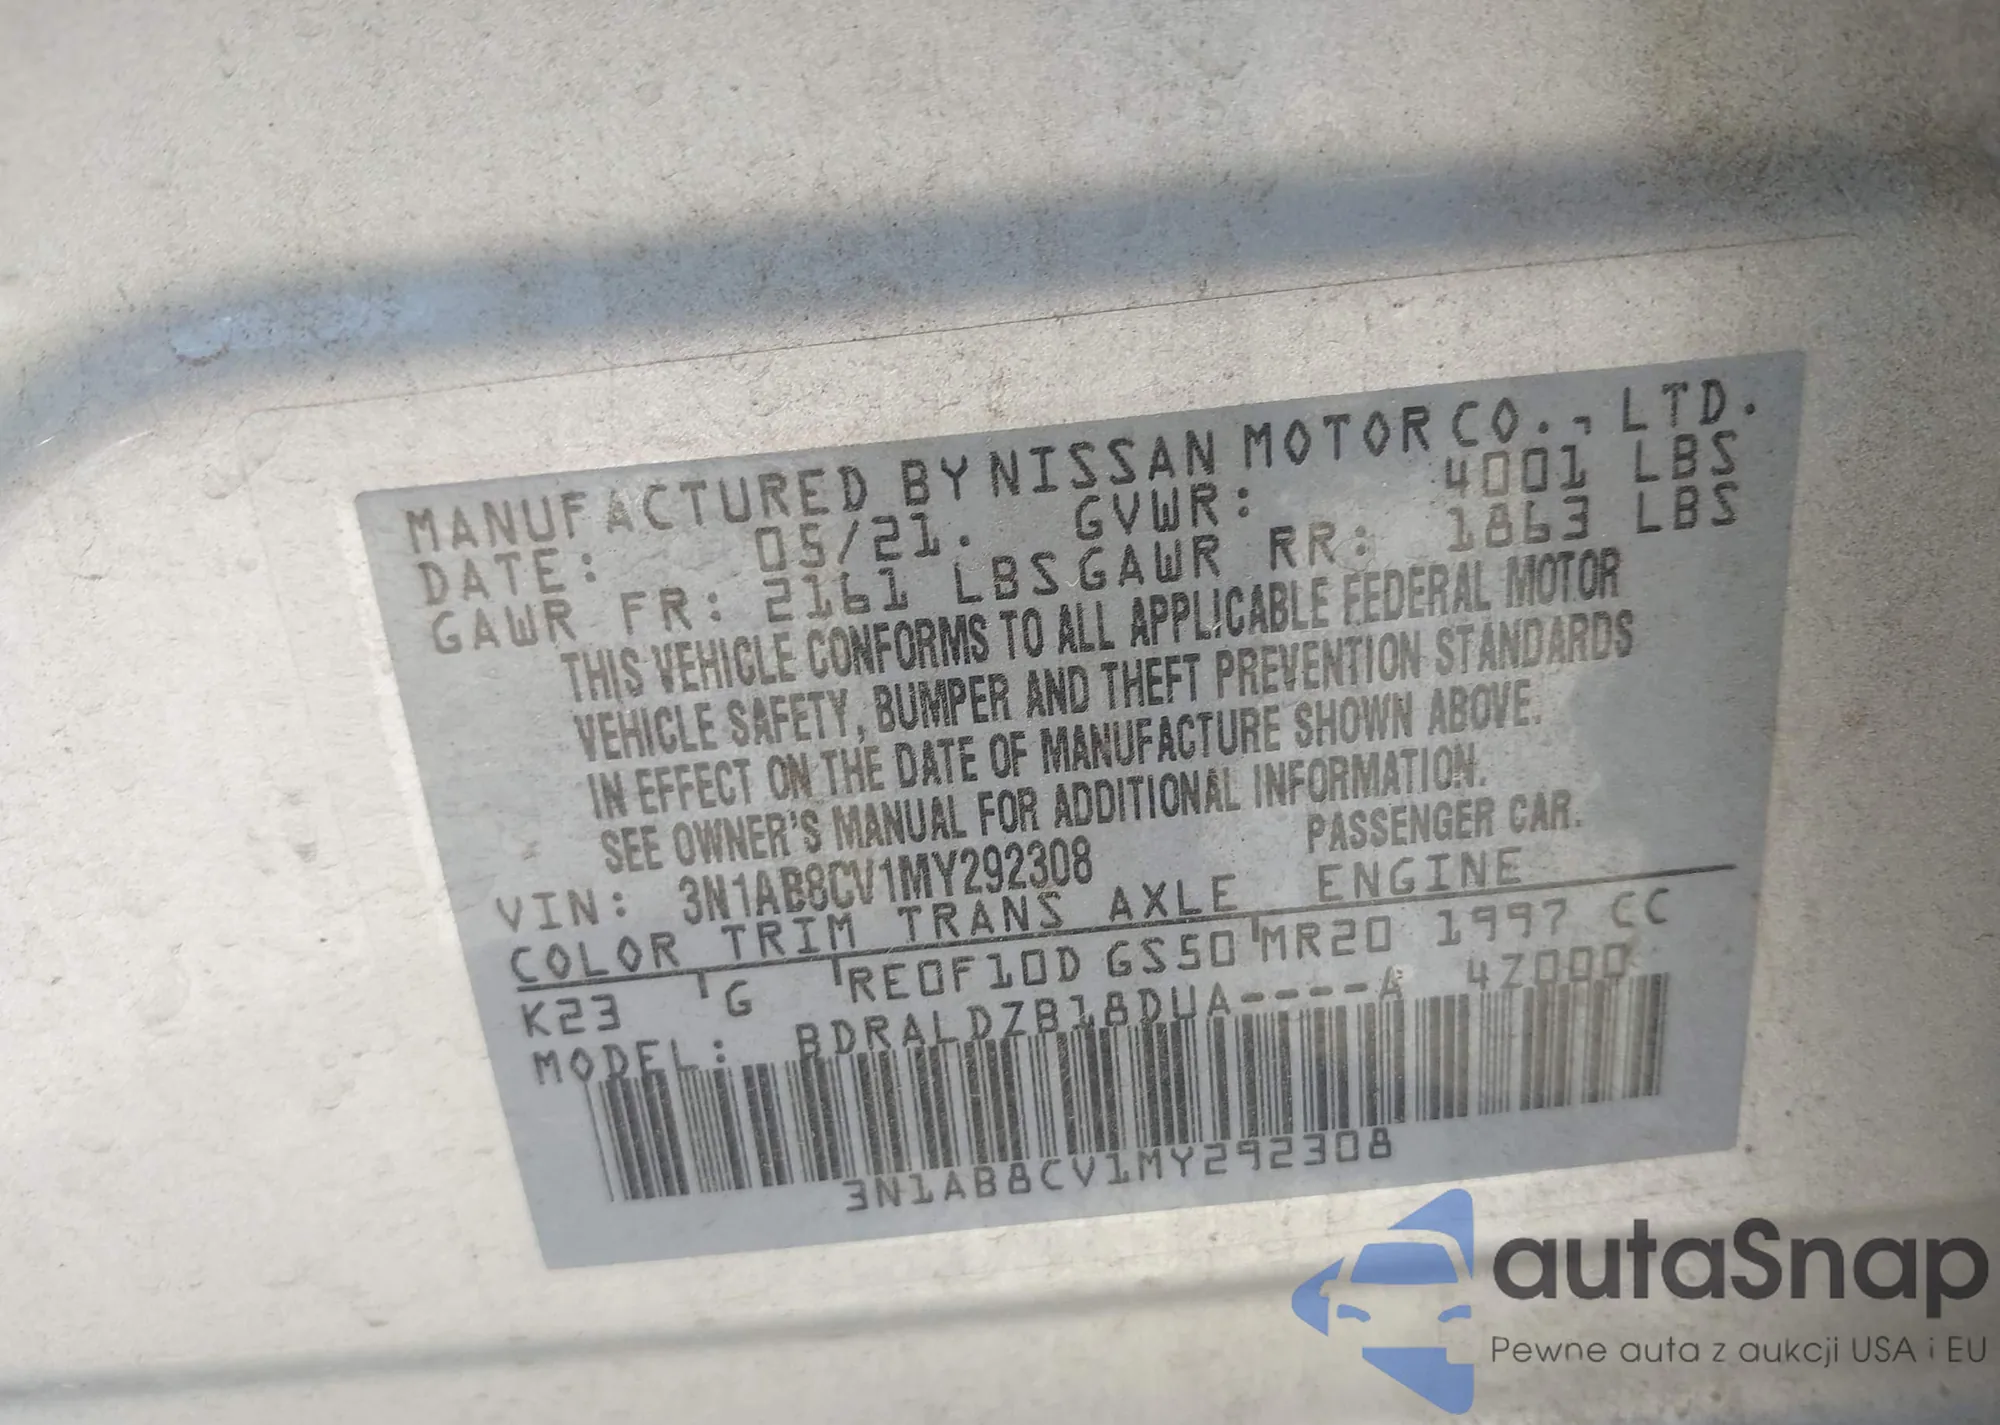 MANUFACTURED BY NISSAN MOTOR CO., LTD.
DATE: 05/21. GVWR: 4001 LBS
GAWR FR: 2161 LBS GAWR RR: 1863 LBS
THIS VEHICLE CONFORMS TO ALL APPLICABLE FEDERAL MOTOR
VEHICLE SAFETY, BUMPER AND THEFT PREVENTION STANDARDS
IN EFFECT ON THE DATE OF MANUFACTURE SHOWN ABOVE.
SEE OWNER'S MANUAL FOR ADDITIONAL INFORMATION.
VIN: 3N1AB8CV1MY292308 PASSENGER CAR.
COLOR TRIM TRANS AXLE ENGINE
K23 G RE0F10D GS50 MR20 1997 CC
MODEL: BDRALDZB18DUA----A 4Z000
3N1AB8CV1MY292308
autaSnap
Pewne auta z aukcji USA i EU